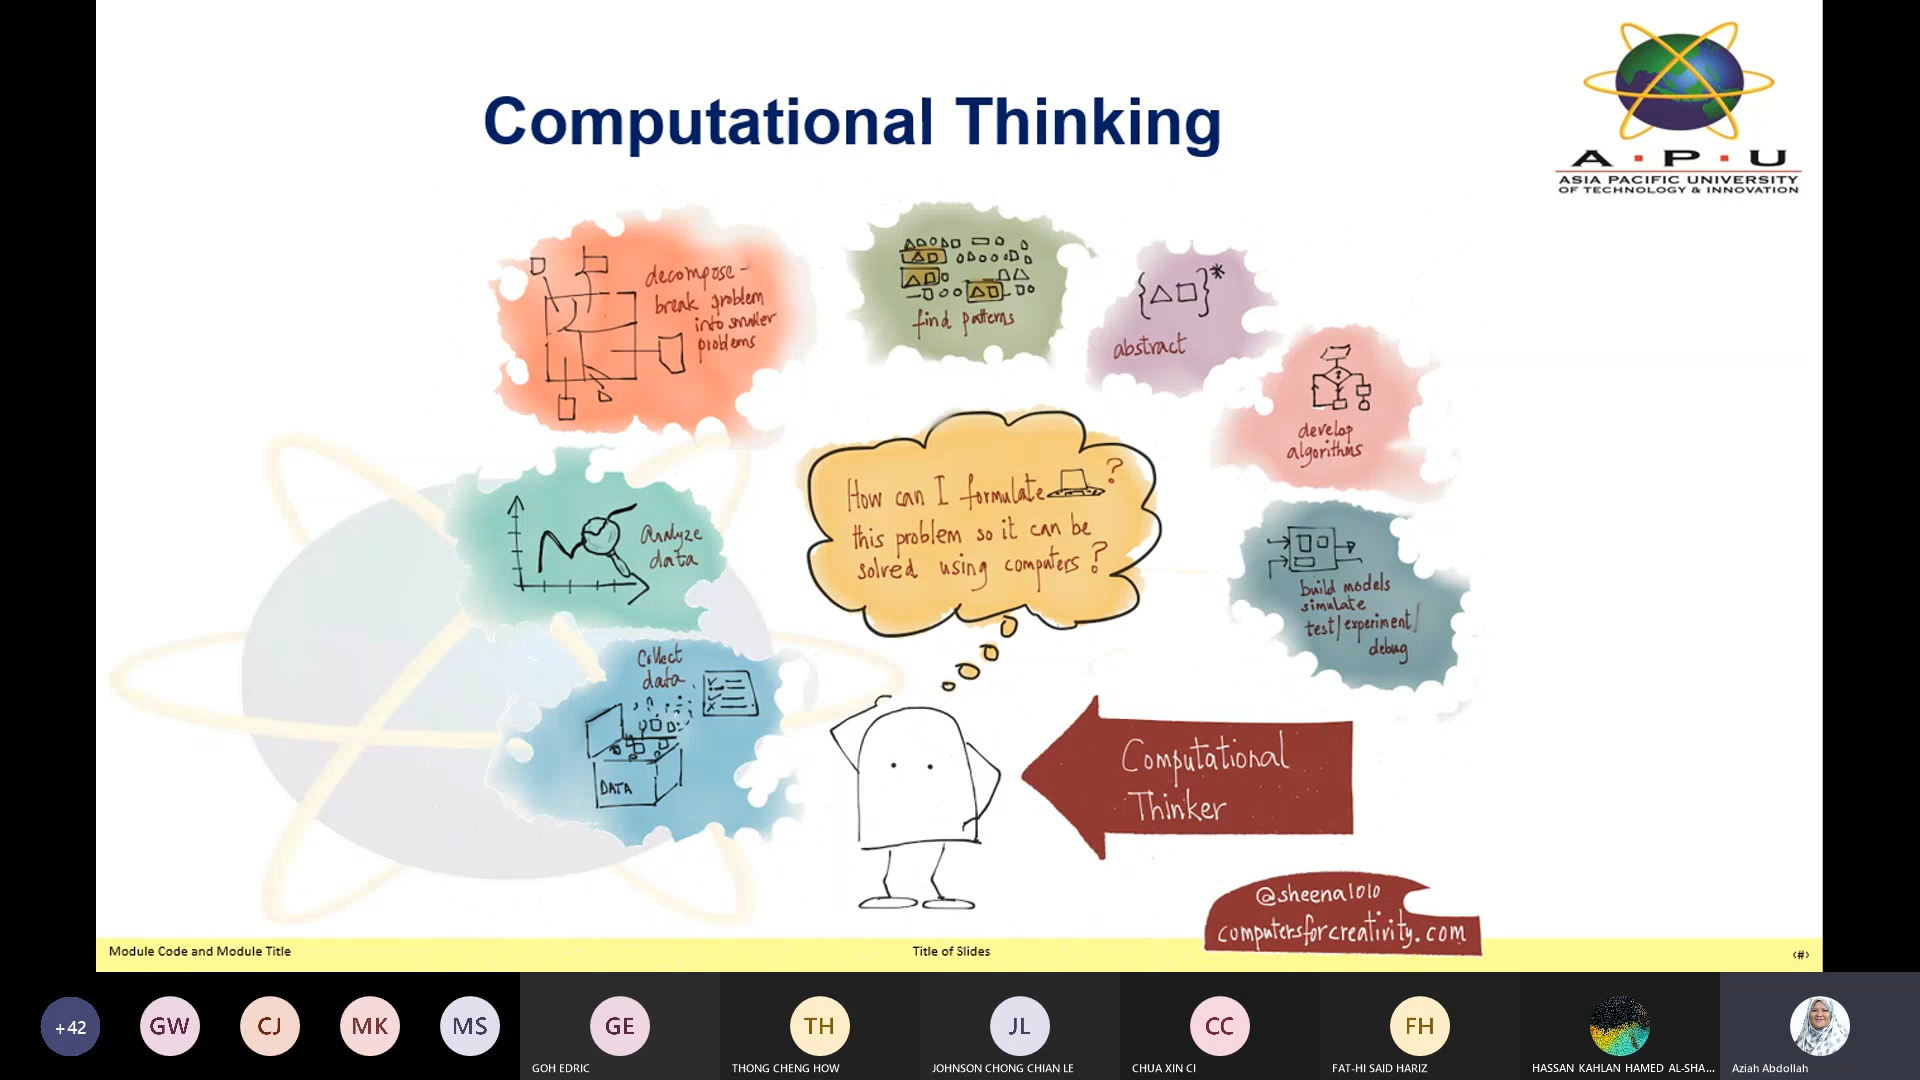 Computational Thinking
A · P · U
ASIA PACIFIC UNIVERSITY
OF TECHNOLOGY & INNOVATION
decompose -
break problem
into smaller
problems
find patterns
{ }*
abstract
develop
algorithms
Analyze
data
How can I formulate ?
this problem so it can be
solved using computers?
build models
simulate
test/experiment/
debug
Collect
data
DATA
Computational
Thinker
@sheena1010
computersforcreativity.com
Module Code and Module Title
Title of Slides
‹#›
+42
GW
CJ
MK
MS
GE
GOH EDRIC
TH
THONG CHENG HOW
JL
JOHNSON CHONG CHIAN LE
CC
CHUA XIN CI
FH
FAT-HI SAID HARIZ
HASSAN KAHLAN HAMED AL-SHA...
Aziah Abdollah